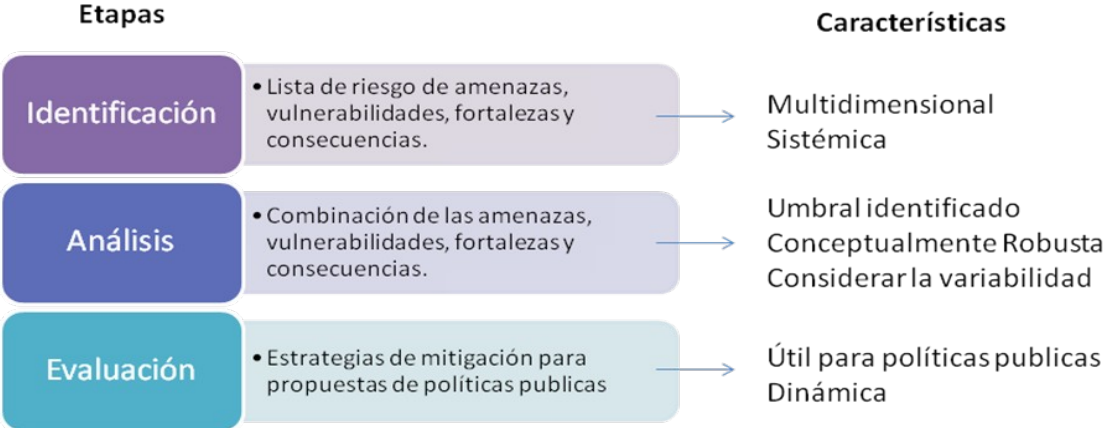 Etapas
Características
Identificación
• Lista de riesgo de amenazas,
vulnerabilidades, fortalezas y
consecuencias.
Multidimensional
Sistémica
Análisis
• Combinación de las amenazas,
vulnerabilidades, fortalezas y
consecuencias.
Umbral identificado
Conceptualmente Robusta
Considerar la variabilidad
Evaluación
• Estrategias de mitigación para
propuestas de políticas publicas
Útil para políticas publicas
Dinámica